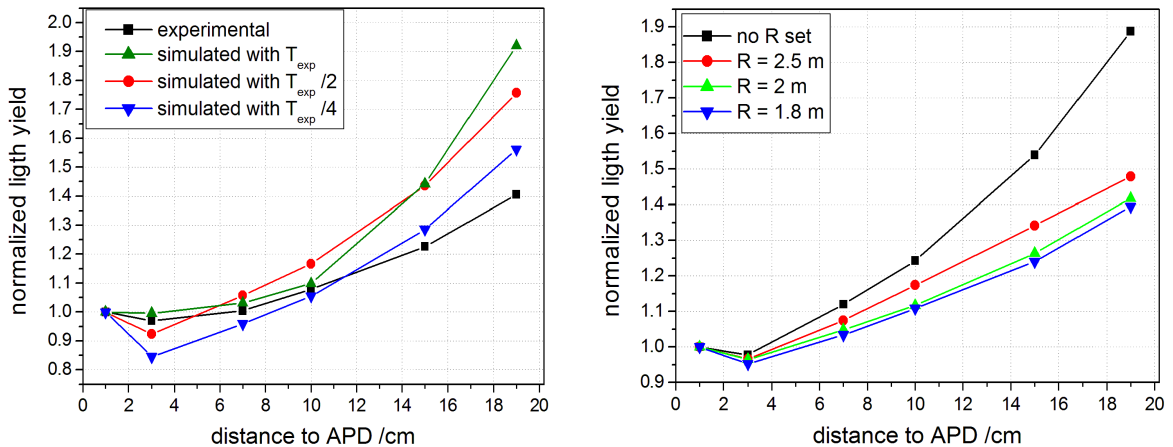 2.0
1.9
1.8
1.7
1.6
1.5
1.4
1.3
1.2
1.1
1.0
0.9
0.8
normalized ligth yield
experimental
simulated with T_exp
simulated with T_exp /2
simulated with T_exp /4
0 2 4 6 8 10 12 14 16 18 20
distance to APD /cm
1.9
1.8
1.7
1.6
1.5
1.4
1.3
1.2
1.1
1.0
0.9
normalized ligth yield
no R set
R = 2.5 m
R = 2 m
R = 1.8 m
0 2 4 6 8 10 12 14 16 18 20
distance to APD /cm